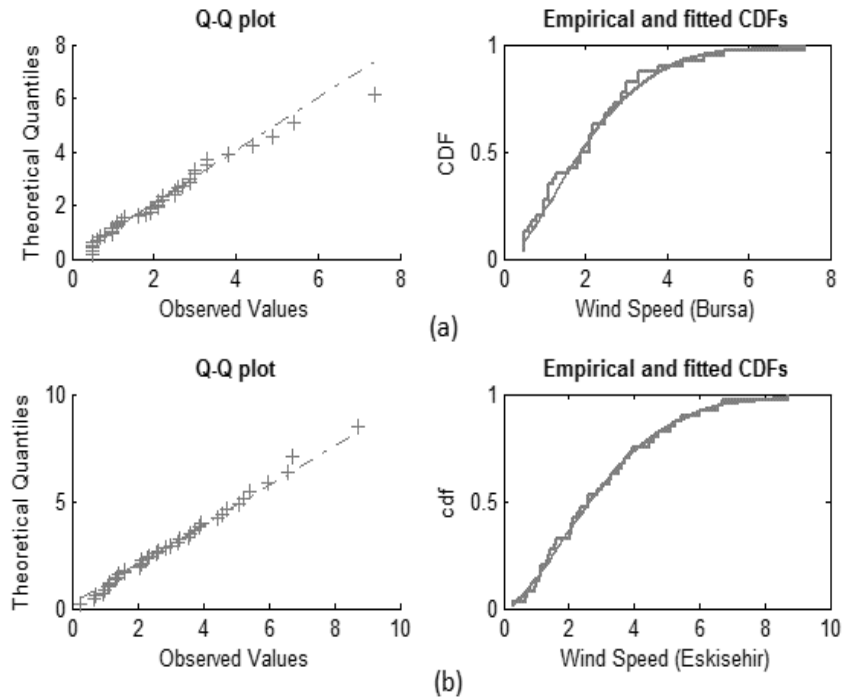 Q-Q plot
Empirical and fitted CDFs
Theoretical Quantiles
8
6
4
2
0
0 2 4 6 8
Observed Values
CDF
1
0.5
0
0 2 4 6 8
Wind Speed (Bursa)
(a)
Q-Q plot
Empirical and fitted CDFs
Theoretical Quantiles
10
5
0
0 2 4 6 8 10
Observed Values
cdf
1
0.5
0
0 2 4 6 8 10
Wind Speed (Eskisehir)
(b)